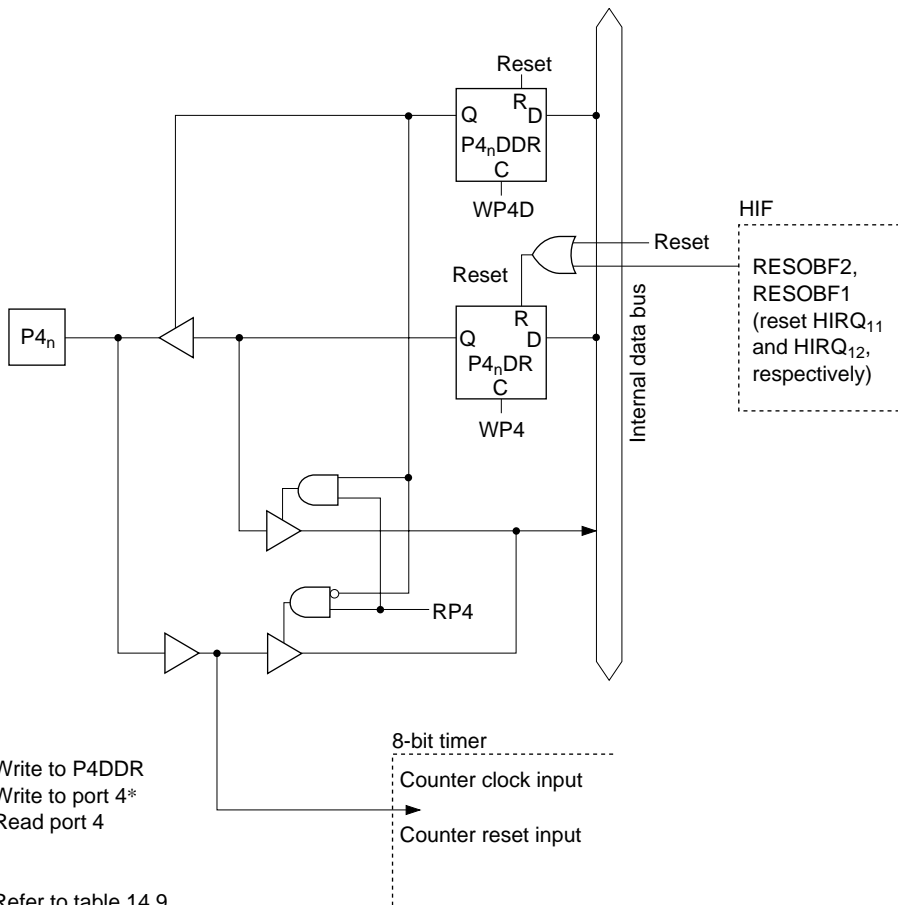 Reset
R
Q
D
P4nDDR
C
WP4D
HIF
Reset
Reset
RESOBF2,
RESOBF1
(reset HIRQ11
and HIRQ12,
respectively)
R
P4n
Q
D
P4nDR
C
WP4
Internal data bus
RP4
8-bit timer
Write to P4DDR
Counter clock input
Write to port 4*
Read port 4
Counter reset input
Refer to table 14.9